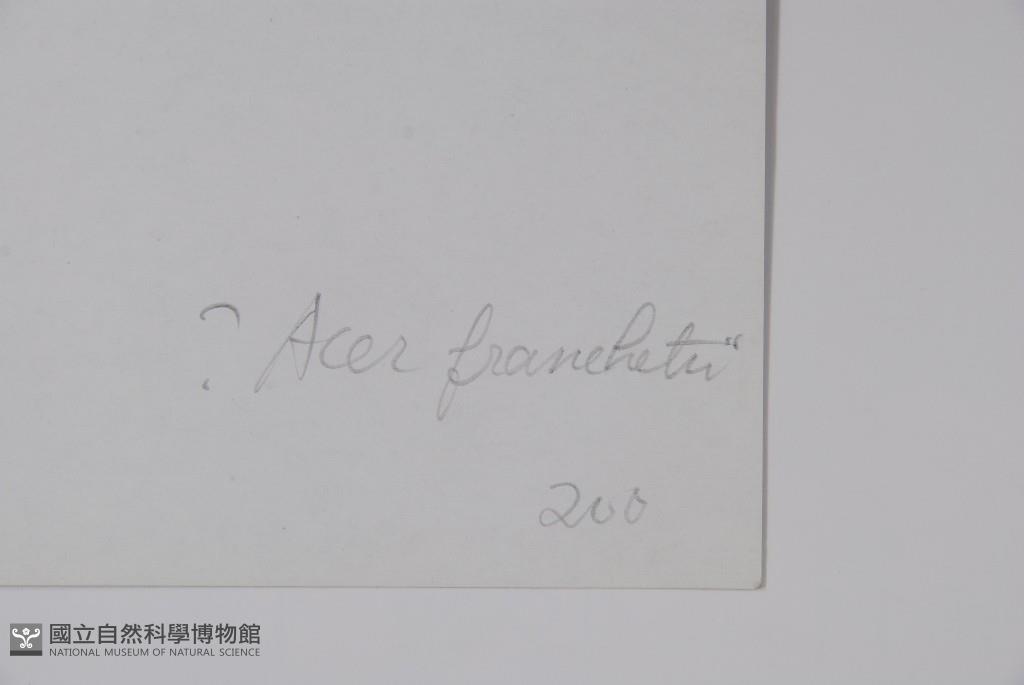 ? Acer franchetii
200
國立自然科學博物館
NATIONAL MUSEUM OF NATURAL SCIENCE